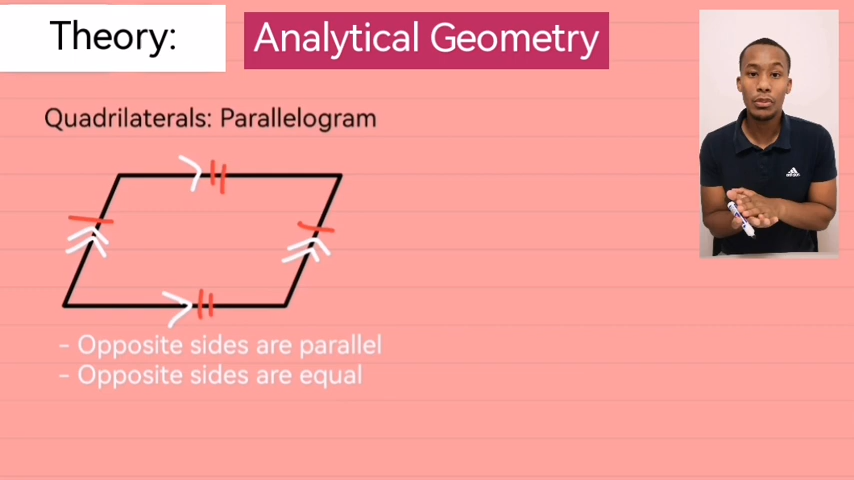 Theory:
Analytical Geometry
Quadrilaterals: Parallelogram
- Opposite sides are parallel
- Opposite sides are equal